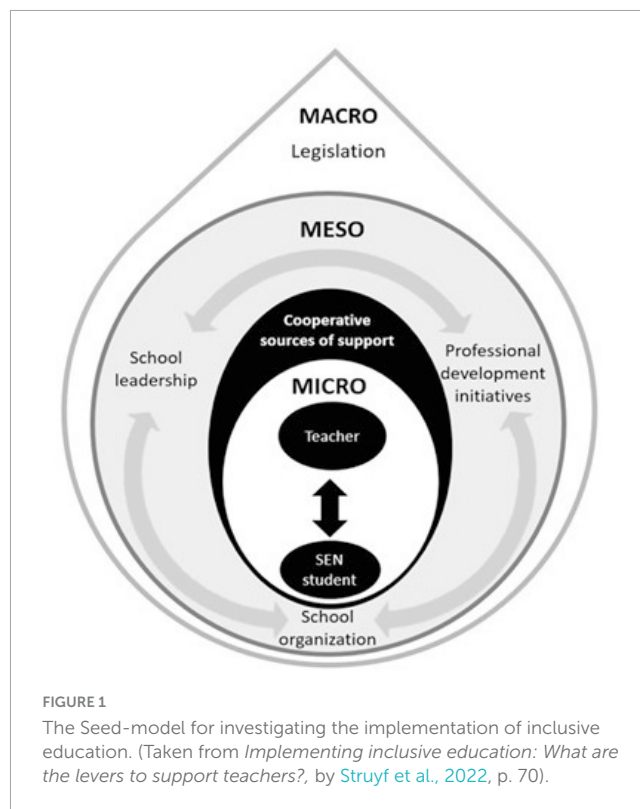 MACRO
Legislation
MESO
Cooperative
sources of support
School
leadership
Professional
development
initiatives
MICRO
Teacher
SEN
student
School
organization
FIGURE 1
The Seed-model for investigating the implementation of inclusive
education. (Taken from Implementing inclusive education: What are
the levers to support teachers?, by Struyf et al., 2022, p. 70).